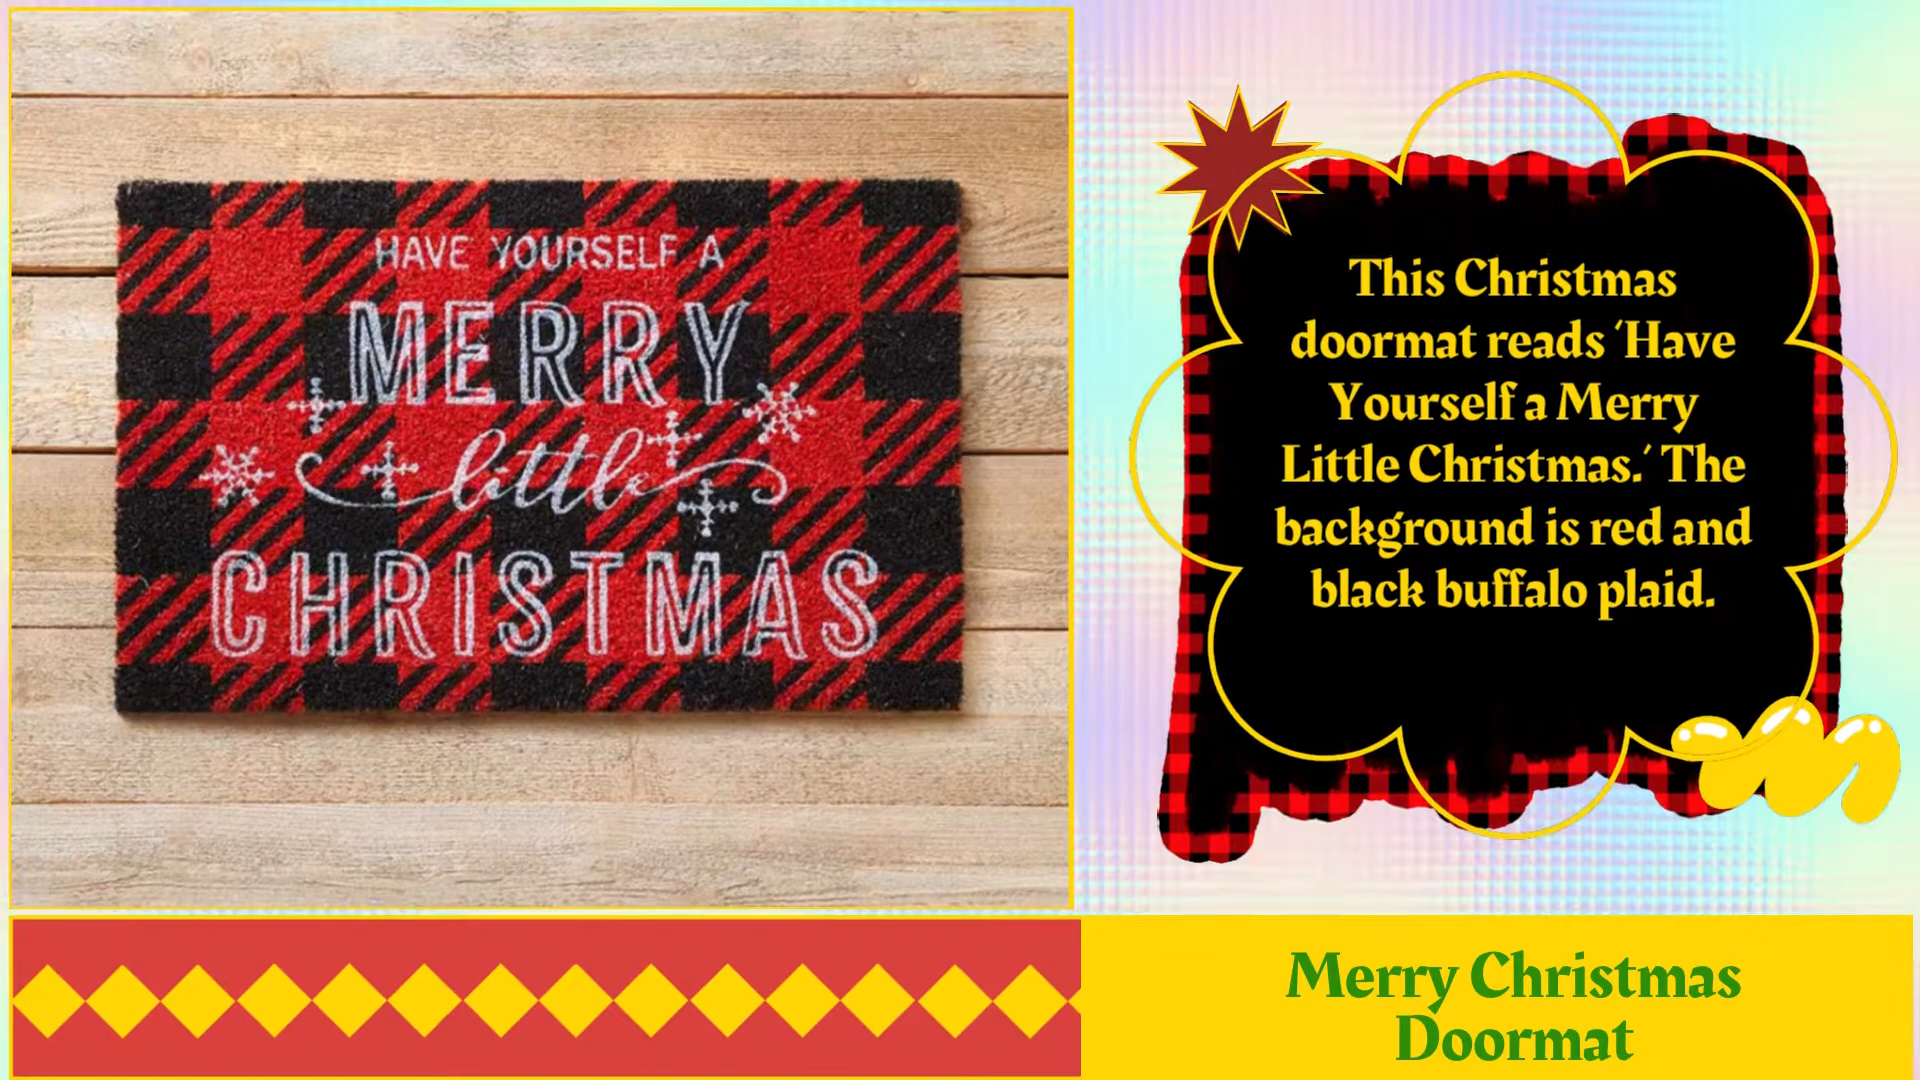 HAVE YOURSELF A
MERRY
little
CHRISTMAS
This Christmas
doormat reads ‘Have
Yourself a Merry
Little Christmas.’ The
background is red and
black buffalo plaid.
Merry Christmas
Doormat